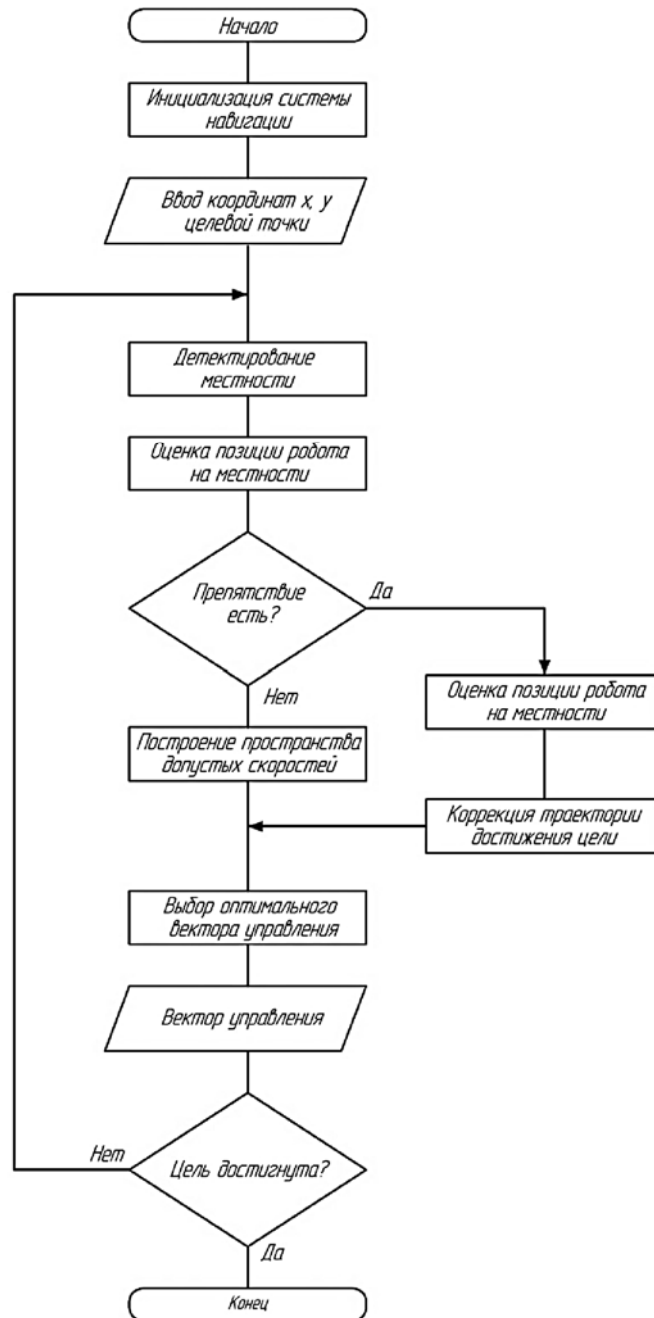 Начало
Инициализация системы
навигации
Ввод координат x, y
целевой точки
Детектирование
местности
Оценка позиции робота
на местности
Препятствие
есть?
Да
Нет
Оценка позиции робота
на местности
Построение пространства
допустых скоростей
Коррекция траектории
достижения цели
Выбор оптимального
вектора управления
Вектор управления
Нет
Цель достигнута?
Да
Конец